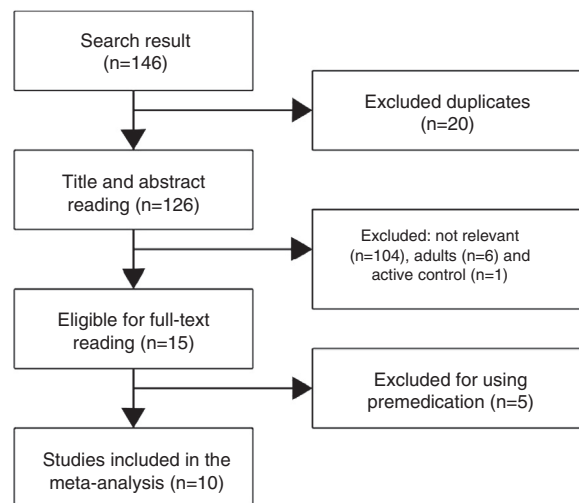 Search result
(n=146)
Excluded duplicates
(n=20)
Title and abstract
reading (n=126)
Excluded: not relevant
(n=104), adults (n=6) and
active control (n=1)
Eligible for full-text
reading (n=15)
Excluded for using
premedication (n=5)
Studies included in the
meta-analysis (n=10)